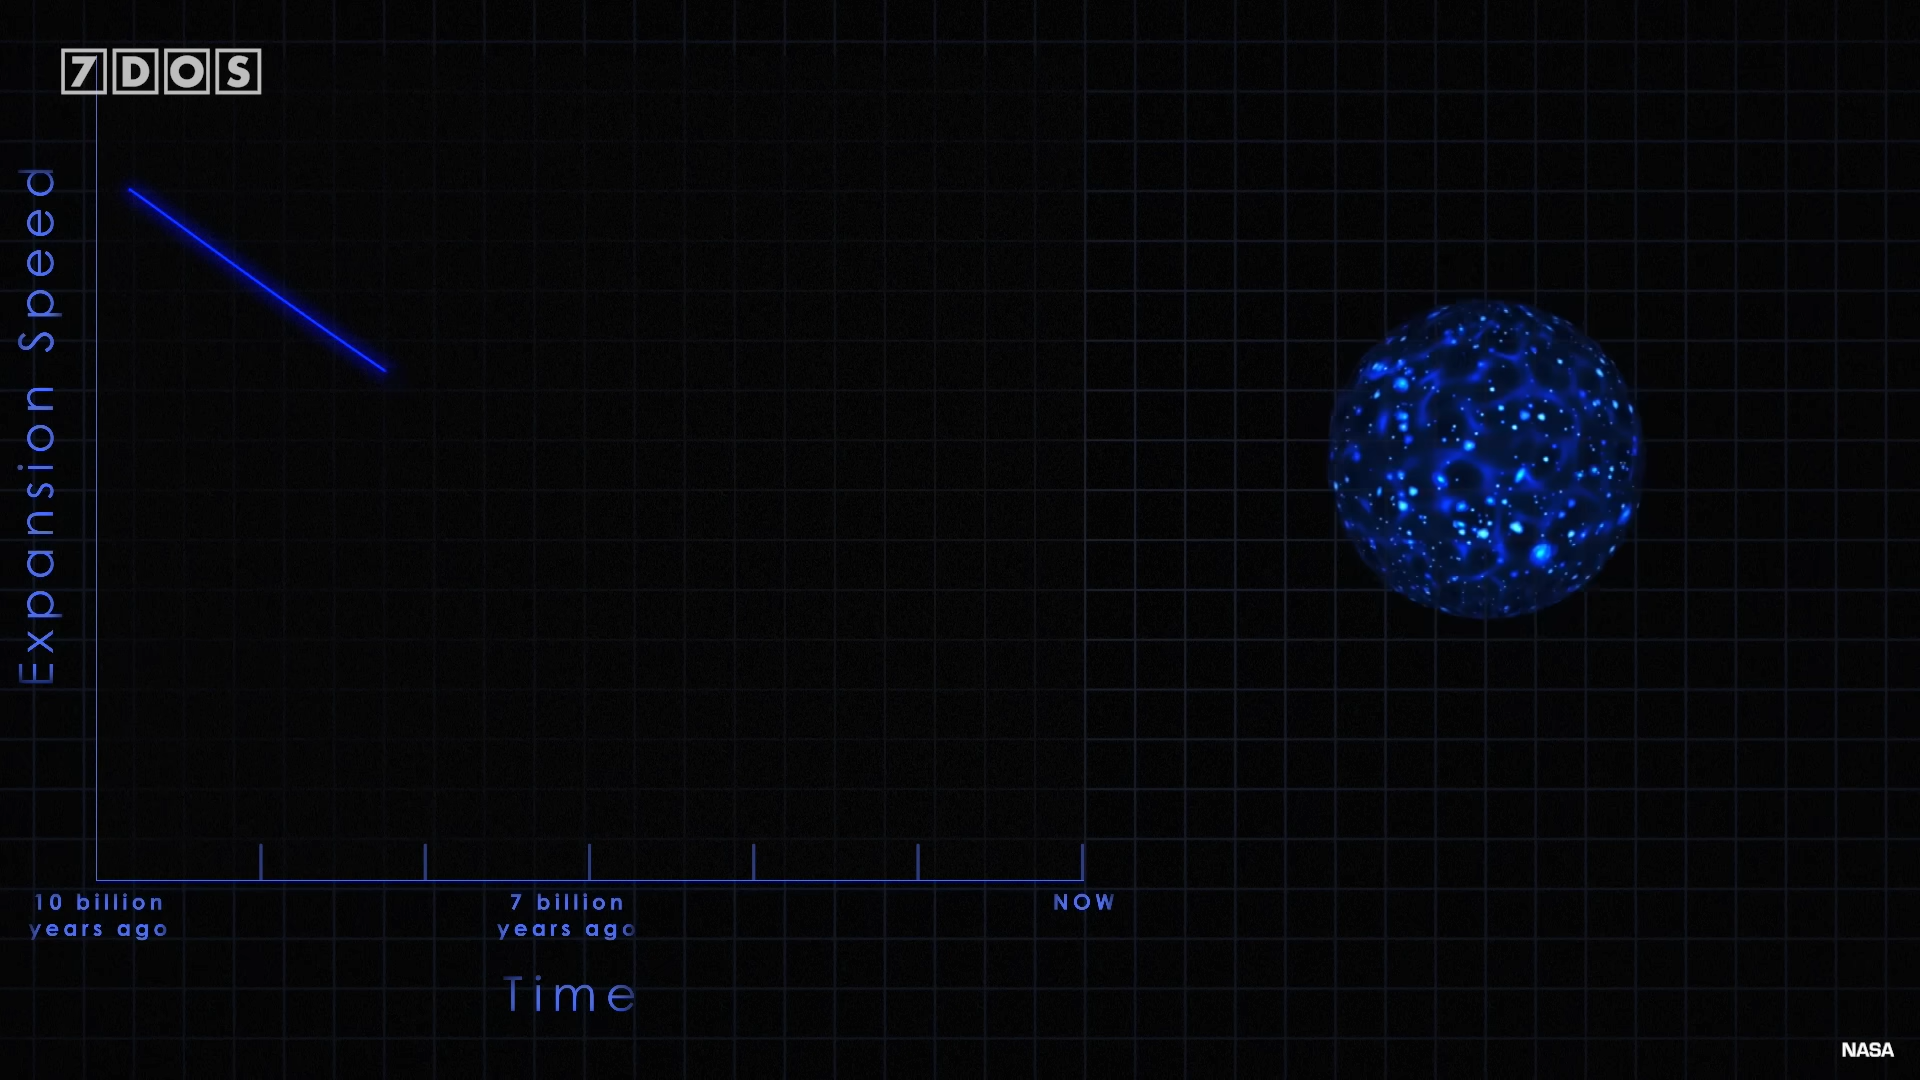 7DOS
Expansion Speed
10 billion
years ago
7 billion
years ago
NOW
Time
NASA